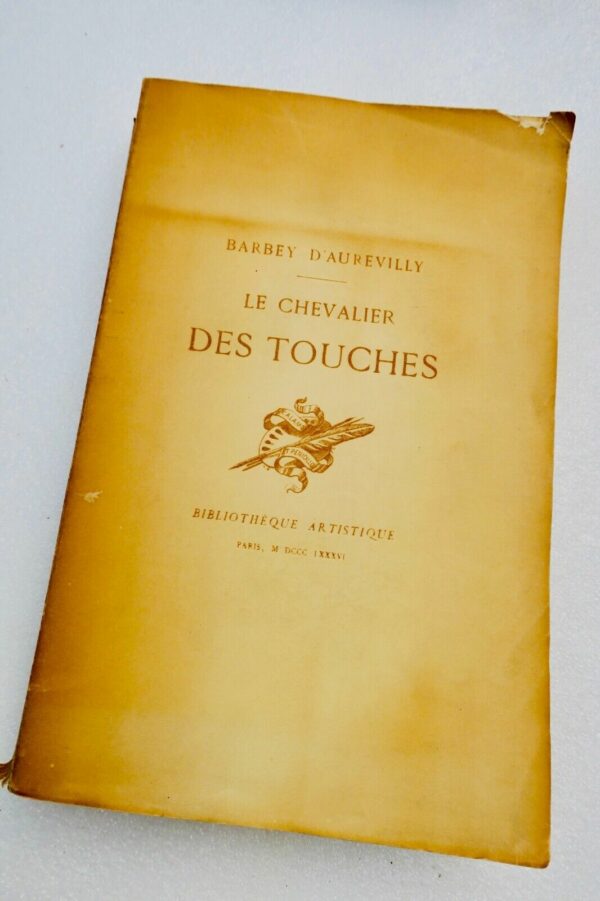 BARBEY D'AUREVILLY
LE CHEVALIER
DES TOUCHES
BIBLIOTHÈQUE ARTISTIQUE
PARIS, M DCCC LXXXVI